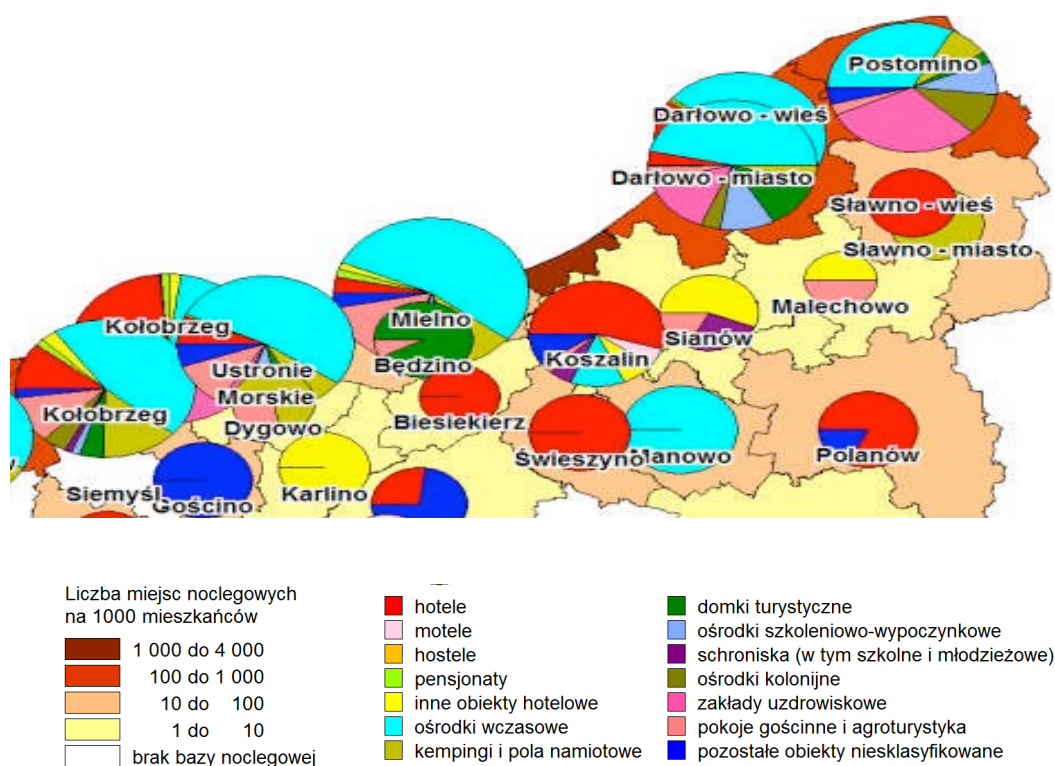 Postomino
Darłowo - wieś
Darłowo - miasto
Sławno - wieś
Sławno - miasto
Malechowo
Kołobrzeg
Mielno
Sianów
Ustronie
Morskie
Będzino
Koszalin
Kołobrzeg
Dygowo
Biesiekierz
Świeszyno
Manowo
Polanów
Siemyśl
Gościno
Karlino
Liczba miejsc noclegowych
na 1000 mieszkańców
1 000 do 4 000
100 do 1 000
10 do 100
1 do 10
brak bazy noclegowej
hotele
motele
hostele
pensjonaty
inne obiekty hotelowe
ośrodki wczasowe
kempingi i pola namiotowe
domki turystyczne
ośrodki szkoleniowo-wypoczynkowe
schroniska (w tym szkolne i młodzieżowe)
ośrodki kolonijne
zakłady uzdrowiskowe
pokoje gościnne i agroturystyka
pozostałe obiekty niesklasyfikowane